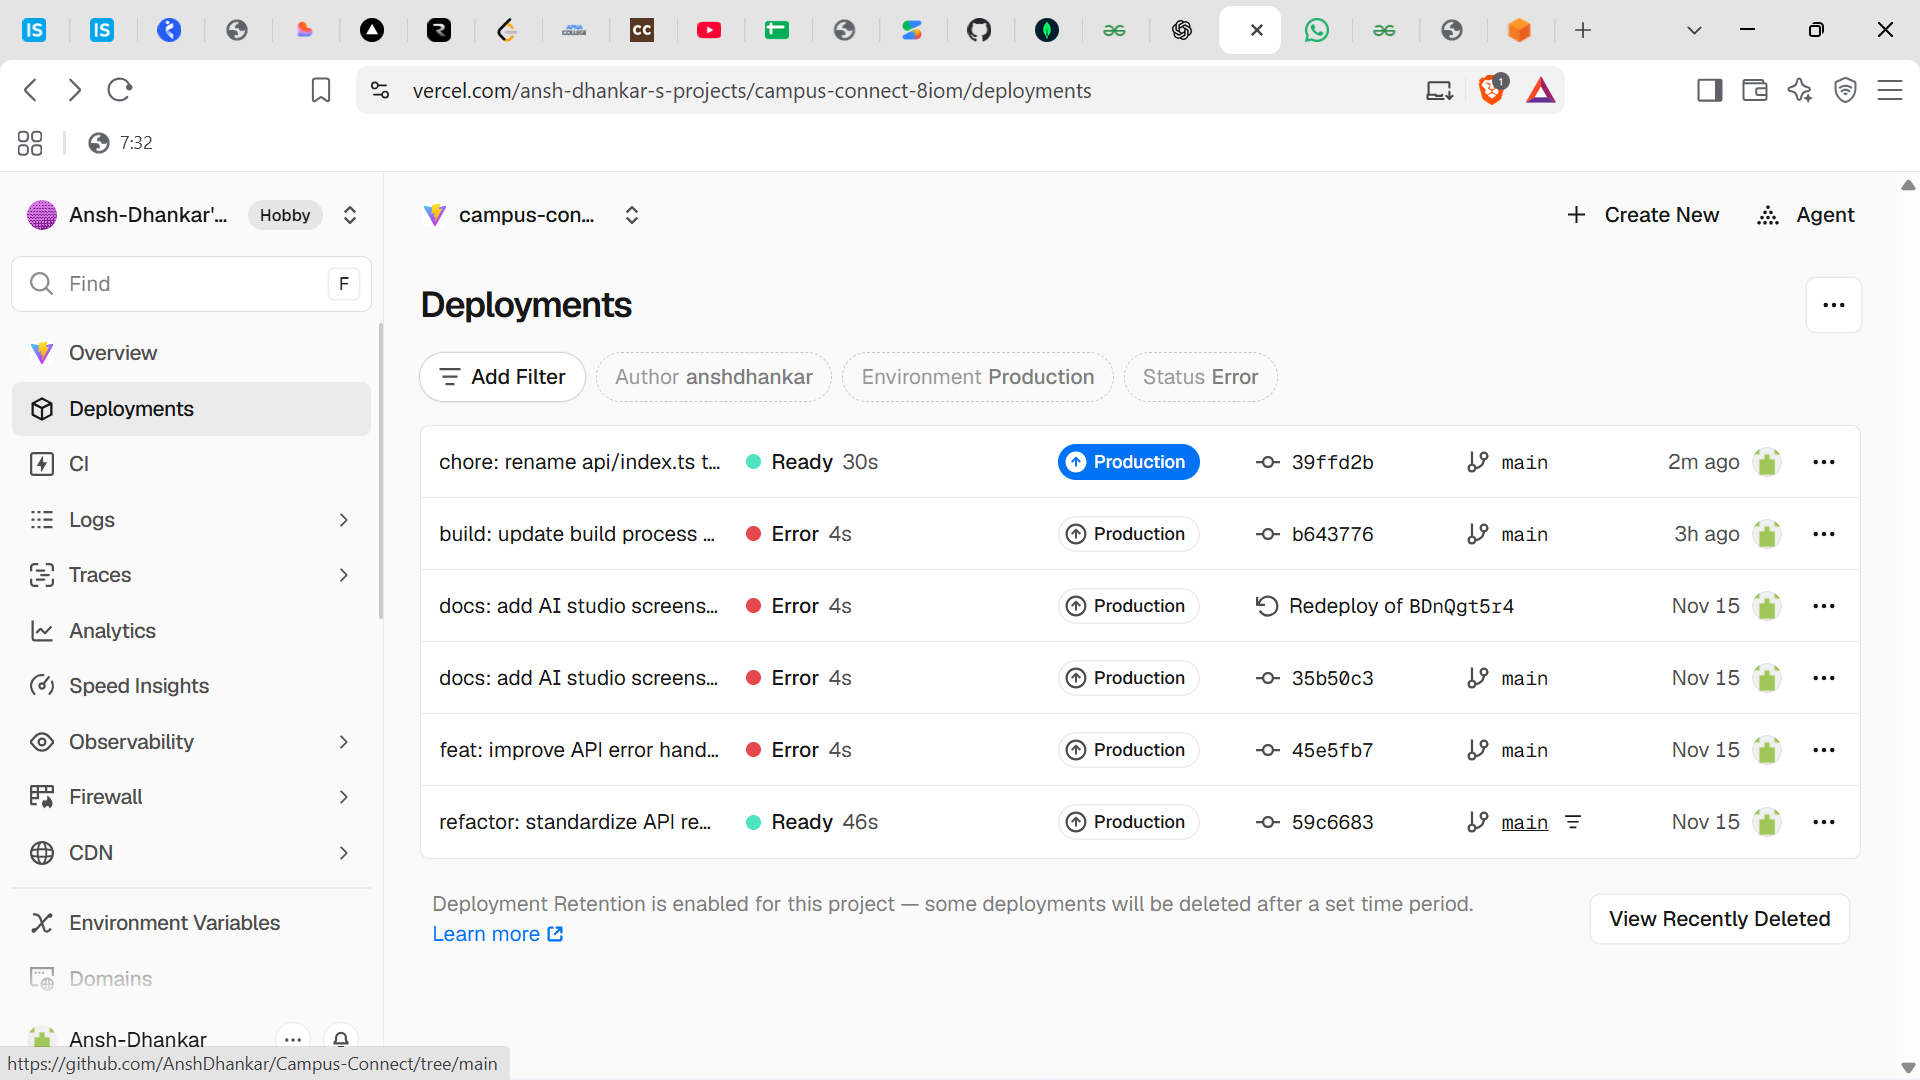 IS
IS
APNA COLLEGE
CC
vercel.com/ansh-dhankar-s-projects/campus-connect-8iom/deployments
1
7:32
Ansh-Dhankar'...
Hobby
campus-con...
Create New
Agent
Find
F
Deployments
Overview
Add Filter
Author anshdhankar
Environment Production
Status Error
Deployments
chore: rename api/index.ts t... Ready 30s Production 39ffd2b main 2m ago
CI
Logs
build: update build process ... Error 4s Production b643776 main 3h ago
Traces
docs: add AI studio screens... Error 4s Production Redeploy of BDnQgt5r4 Nov 15
Analytics
Speed Insights
docs: add AI studio screens... Error 4s Production 35b50c3 main Nov 15
Observability
feat: improve API error hand... Error 4s Production 45e5fb7 main Nov 15
Firewall
refactor: standardize API re... Ready 46s Production 59c6683 main Nov 15
CDN
Deployment Retention is enabled for this project — some deployments will be deleted after a set time period.
Learn more
View Recently Deleted
Environment Variables
Domains
Ansh-Dhankar
https://github.com/AnshDhankar/Campus-Connect/tree/main